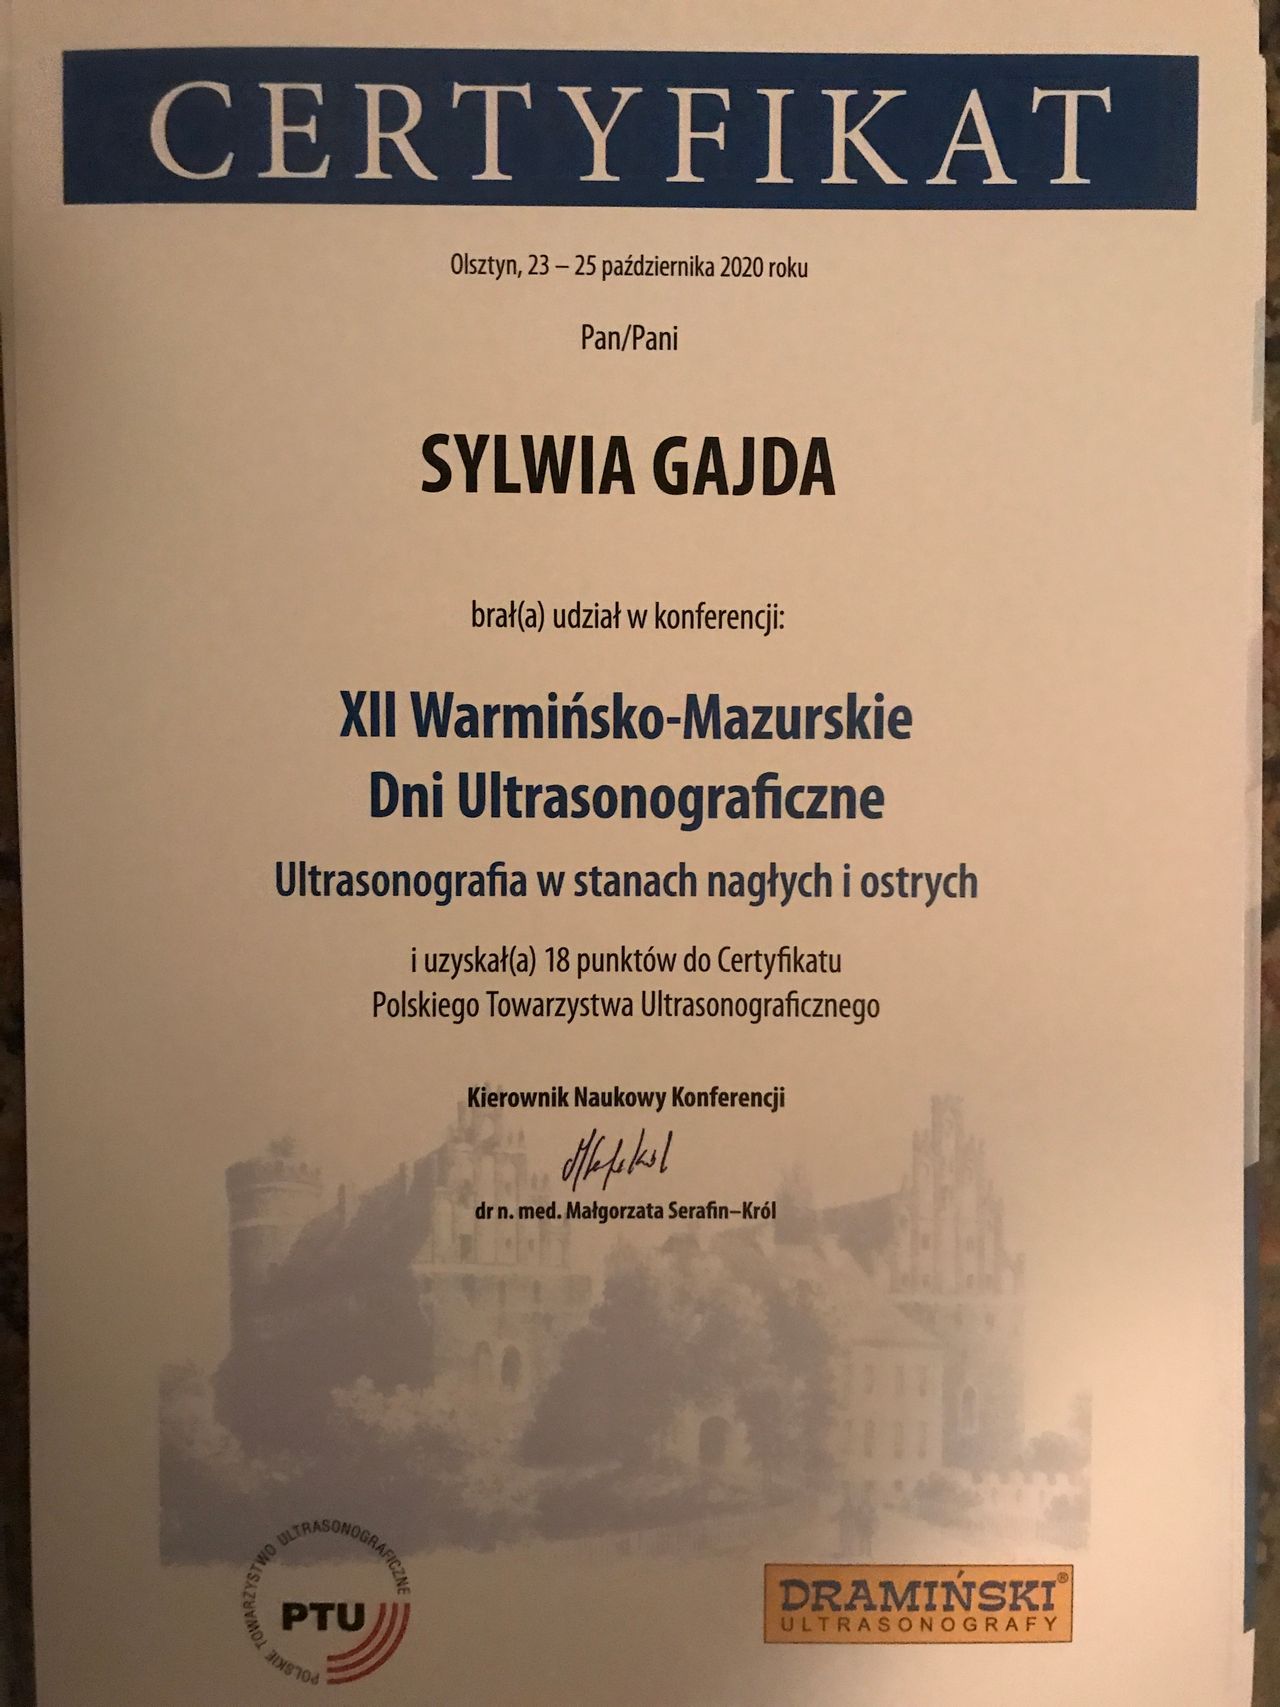 CERTYFIKAT
Olsztyn, 23 – 25 października 2020 roku
Pan/Pani
SYLWIA GAJDA
brał(a) udział w konferencji:
XII Warmińsko-Mazurskie
Dni Ultrasonograficzne
Ultrasonografia w stanach nagłych i ostrych
i uzyskał(a) 18 punktów do Certyfikatu
Polskiego Towarzystwa Ultrasonograficznego
Kierownik Naukowy Konferencji
dr n. med. Małgorzata Serafin–Król
POLSKIE TOWARZYSTWO ULTRASONOGRAFICZNE
PTU
DRAMIŃSKI®
ULTRASONOGRAFY